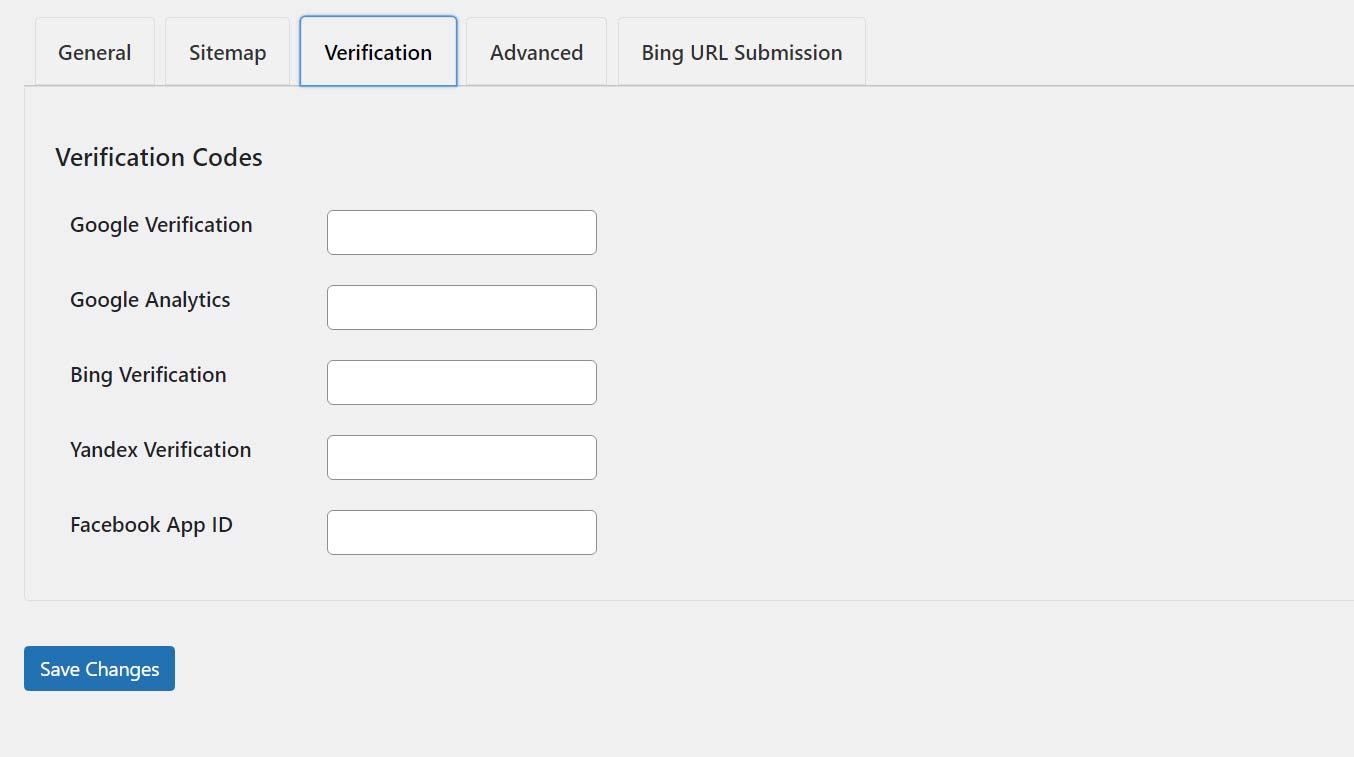 General Sitemap Verification Advanced Bing URL Submission
Verification Codes
Google Verification
Google Analytics
Bing Verification
Yandex Verification
Facebook App ID
Save Changes